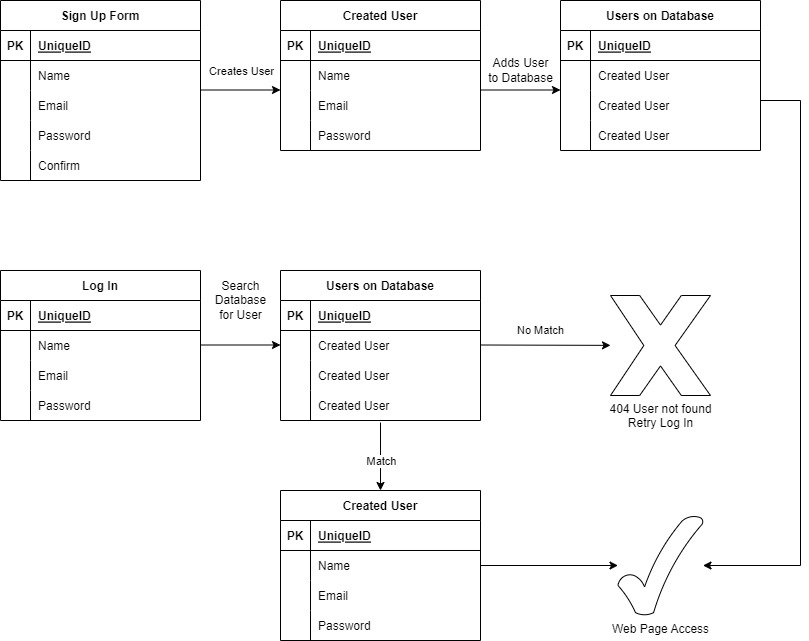 Sign Up Form
PK UniqueID
Name
Email
Password
Confirm
Creates User
Created User
PK UniqueID
Name
Email
Password
Adds User
to Database
Users on Database
PK UniqueID
Created User
Created User
Created User
Log In
PK UniqueID
Name
Email
Password
Search
Database
for User
Users on Database
PK UniqueID
Created User
Created User
Created User
No Match
404 User not found
Retry Log In
Match
Created User
PK UniqueID
Name
Email
Password
Web Page Access